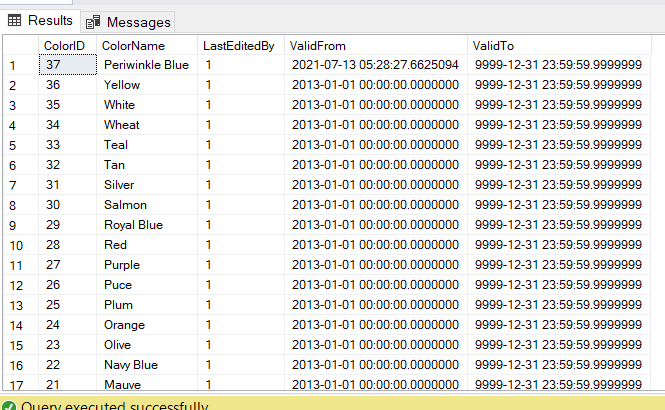 Results Messages
ColorID ColorName LastEditedBy ValidFrom ValidTo
1 37 Periwinkle Blue 1 2021-07-13 05:28:27.6625094 9999-12-31 23:59:59.9999999
2 36 Yellow 1 2013-01-01 00:00:00.0000000 9999-12-31 23:59:59.9999999
3 35 White 1 2013-01-01 00:00:00.0000000 9999-12-31 23:59:59.9999999
4 34 Wheat 1 2013-01-01 00:00:00.0000000 9999-12-31 23:59:59.9999999
5 33 Teal 1 2013-01-01 00:00:00.0000000 9999-12-31 23:59:59.9999999
6 32 Tan 1 2013-01-01 00:00:00.0000000 9999-12-31 23:59:59.9999999
7 31 Silver 1 2013-01-01 00:00:00.0000000 9999-12-31 23:59:59.9999999
8 30 Salmon 1 2013-01-01 00:00:00.0000000 9999-12-31 23:59:59.9999999
9 29 Royal Blue 1 2013-01-01 00:00:00.0000000 9999-12-31 23:59:59.9999999
10 28 Red 1 2013-01-01 00:00:00.0000000 9999-12-31 23:59:59.9999999
11 27 Purple 1 2013-01-01 00:00:00.0000000 9999-12-31 23:59:59.9999999
12 26 Puce 1 2013-01-01 00:00:00.0000000 9999-12-31 23:59:59.9999999
13 25 Plum 1 2013-01-01 00:00:00.0000000 9999-12-31 23:59:59.9999999
14 24 Orange 1 2013-01-01 00:00:00.0000000 9999-12-31 23:59:59.9999999
15 23 Olive 1 2013-01-01 00:00:00.0000000 9999-12-31 23:59:59.9999999
16 22 Navy Blue 1 2013-01-01 00:00:00.0000000 9999-12-31 23:59:59.9999999
17 21 Mauve 1 2013-01-01 00:00:00.0000000 9999-12-31 23:59:59.9999999
Query executed successfully